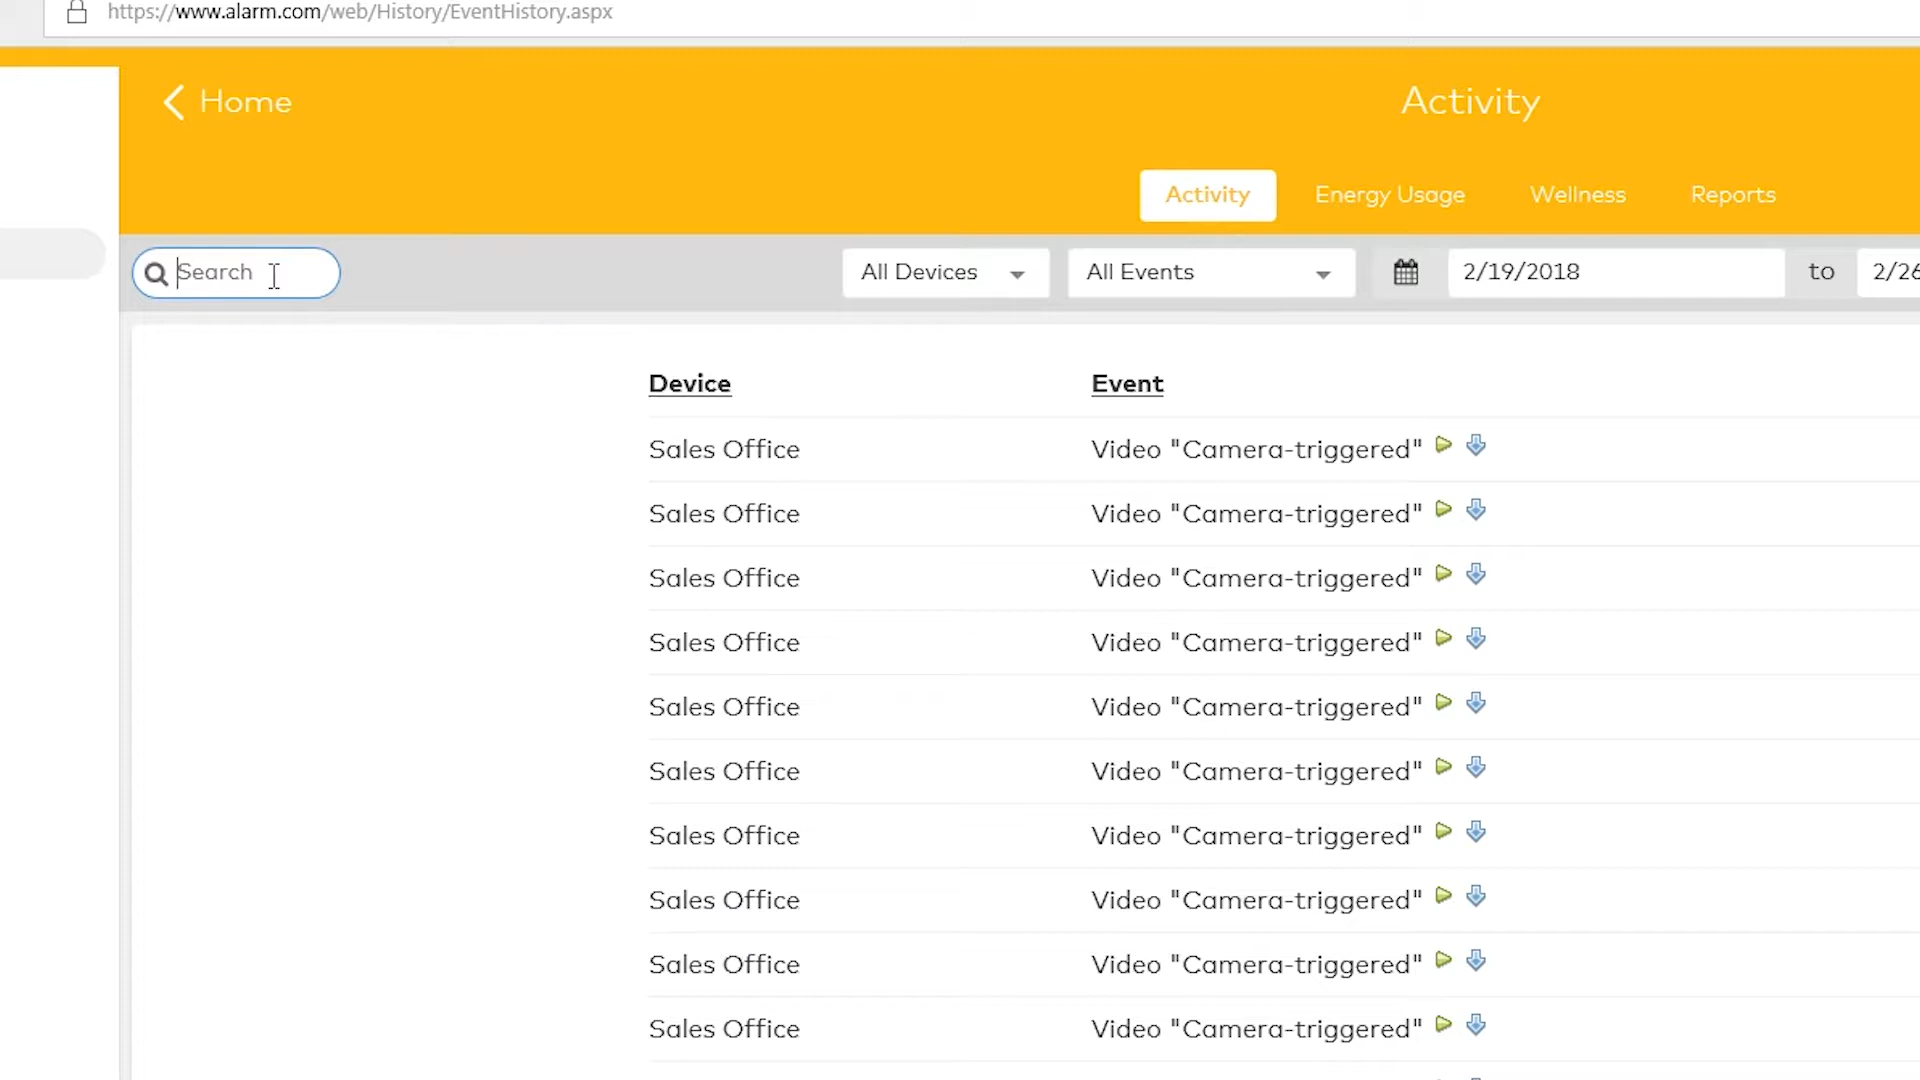 https://www.alarm.com/web/History/EventHistory.aspx
Home
Activity
Activity Energy Usage Wellness Reports
Search All Devices All Events 2/19/2018 to 2/26
Device Event
Sales Office Video "Camera-triggered"
Sales Office Video "Camera-triggered"
Sales Office Video "Camera-triggered"
Sales Office Video "Camera-triggered"
Sales Office Video "Camera-triggered"
Sales Office Video "Camera-triggered"
Sales Office Video "Camera-triggered"
Sales Office Video "Camera-triggered"
Sales Office Video "Camera-triggered"
Sales Office Video "Camera-triggered"